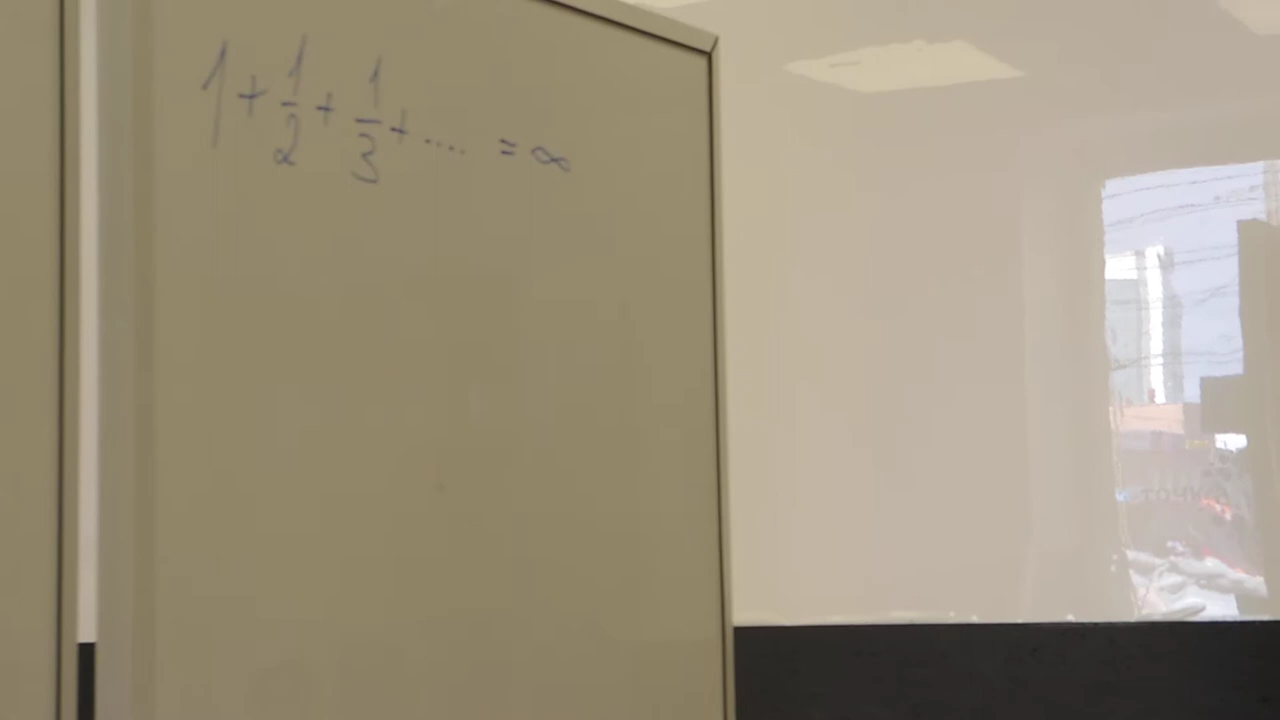 1 + 1/2 + 1/3 + .... = ∞